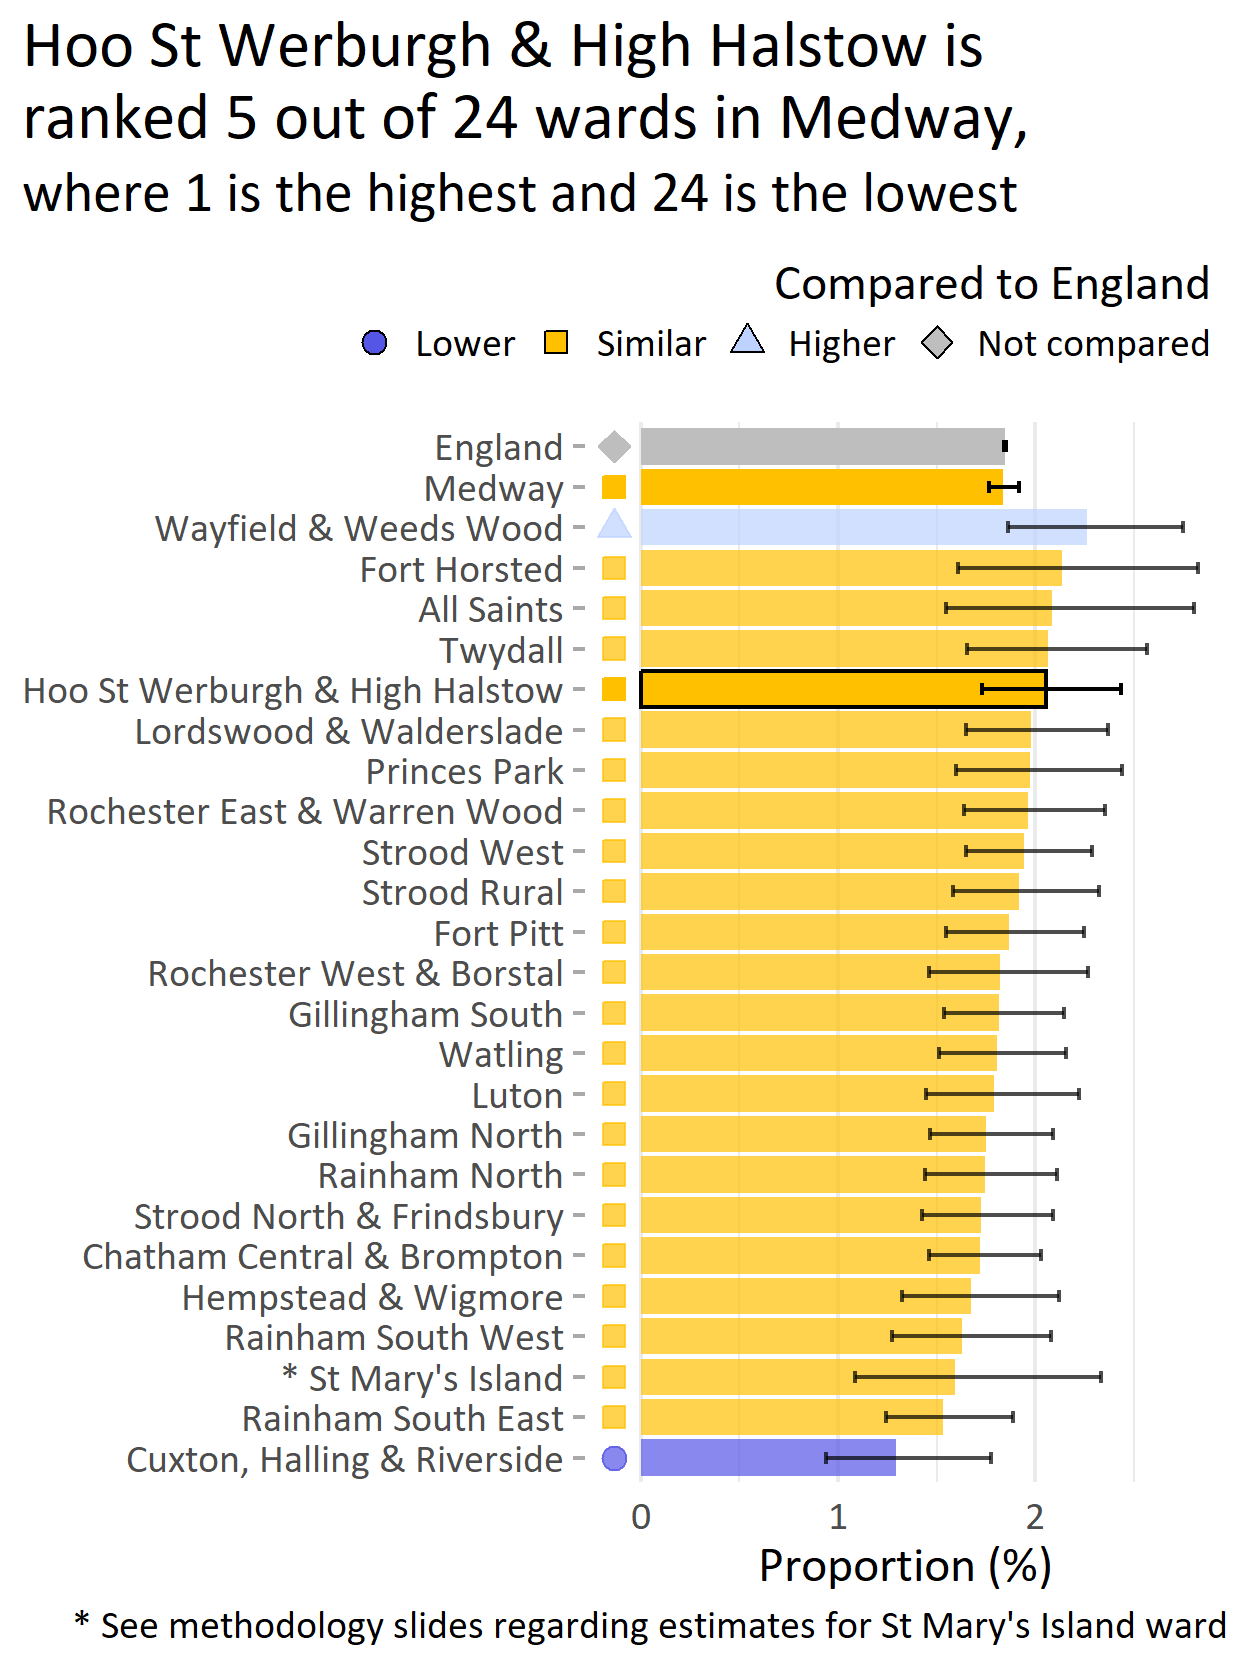 Hoo St Werburgh & High Halstow is
ranked 5 out of 24 wards in Medway,
where 1 is the highest and 24 is the lowest
Compared to England
Lower Similar Higher Not compared
England
Medway
Wayfield & Weeds Wood
Fort Horsted
All Saints
Twydall
Hoo St Werburgh & High Halstow
Lordswood & Walderslade
Princes Park
Rochester East & Warren Wood
Strood West
Strood Rural
Fort Pitt
Rochester West & Borstal
Gillingham South
Watling
Luton
Gillingham North
Rainham North
Strood North & Frindsbury
Chatham Central & Brompton
Hempstead & Wigmore
Rainham South West
* St Mary's Island
Rainham South East
Cuxton, Halling & Riverside
0 1 2
Proportion (%)
* See methodology slides regarding estimates for St Mary's Island ward